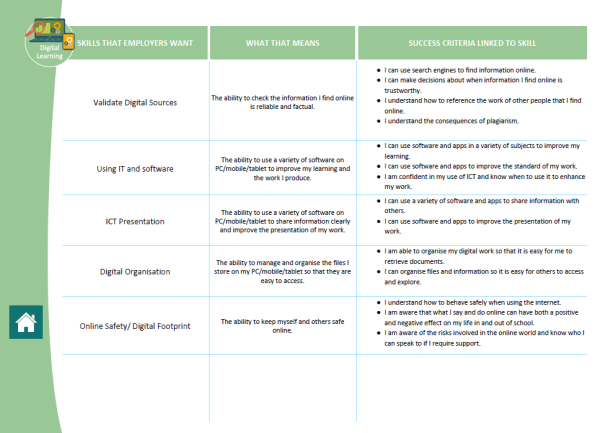 Digital
Learning
SKILLS THAT EMPLOYERS WANT
WHAT THAT MEANS
SUCCESS CRITERIA LINKED TO SKILL
Validate Digital Sources
The ability to check the information I find online
is reliable and factual.
• I can use search engines to find information online.
• I can make decisions about when information I find online is
trustworthy.
• I understand how to reference the work of other people that I find
online.
• I understand the consequences of plagiarism.
Using IT and software
The ability to use a variety of software on
PC/mobile/tablet to improve my learning and
the work I produce.
• I can use software and apps in a variety of subjects to improve my
learning.
• I can use software and apps to improve the standard of my work.
• I am confident in my use of ICT and know when to use it to enhance
my work.
ICT Presentation
The ability to use a variety of software on
PC/mobile/tablet to share information clearly
and improve the presentation of my work.
• I can use a variety of software and apps to share information with
others.
• I can use software and apps to improve the presentation of my
work.
Digital Organisation
The ability to manage and organise the files I
store on my PC/mobile/tablet so that they are
easy to access.
• I am able to organise my digital work so that it is easy for me to
retrieve documents.
• I can organise files and information so it is easy for others to access
and explore.
Online Safety/ Digital Footprint
The ability to keep myself and others safe
online.
• I understand how to behave safely when using the internet.
• I am aware that what I say and do online can have both a positive
and negative effect on my life in and out of school.
• I am aware of the risks involved in the online world and know who I
can speak to if I require support.